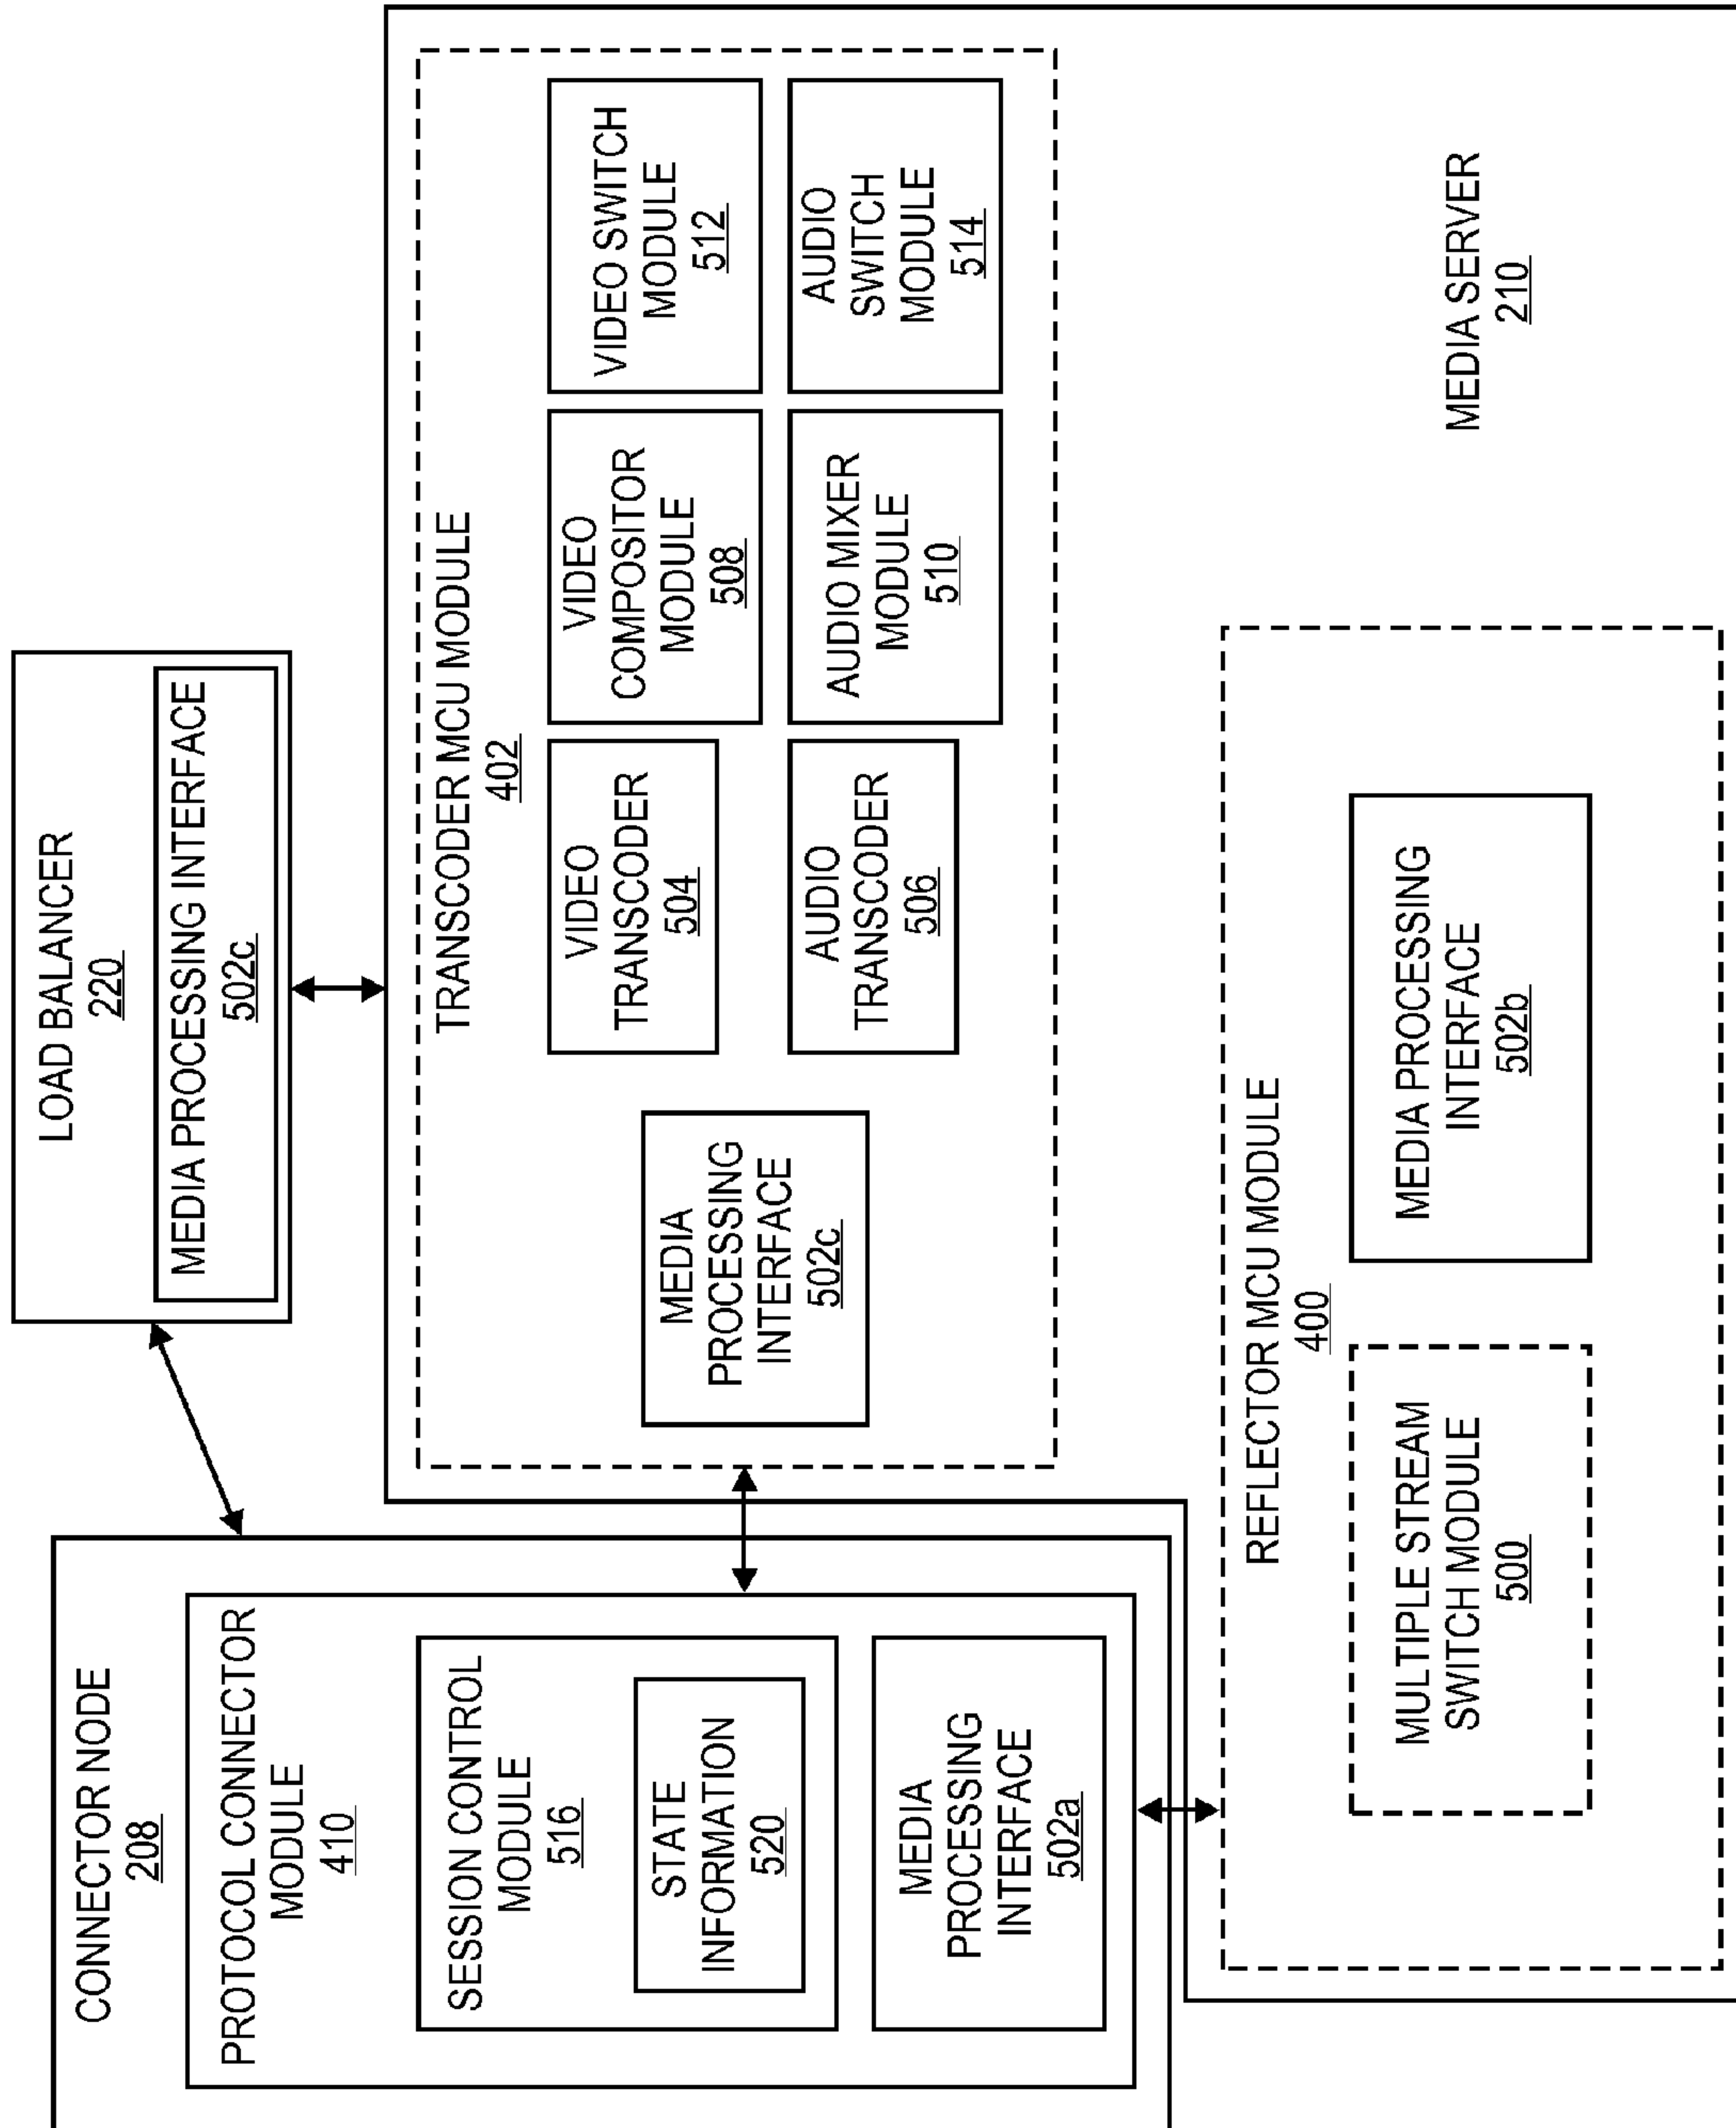 CONNECTOR NODE
208
PROTOCOL CONNECTOR
MODULE
410
SESSION CONTROL
MODULE
516
STATE
INFORMATION
520
MEDIA
PROCESSING
INTERFACE
502a
LOAD BALANCER
220
MEDIA PROCESSING INTERFACE
502c
TRANSCODER MCU MODULE
402
MEDIA
PROCESSING
INTERFACE
502c
VIDEO
TRANSCODER
504
VIDEO
COMPOSITOR
MODULE
508
VIDEO SWITCH
MODULE
512
AUDIO
TRANSCODER
506
AUDIO MIXER
MODULE
510
AUDIO
SWITCH
MODULE
514
REFLECTOR MCU MODULE
400
MULTIPLE STREAM
SWITCH MODULE
500
MEDIA PROCESSING
INTERFACE
502b
MEDIA SERVER
210